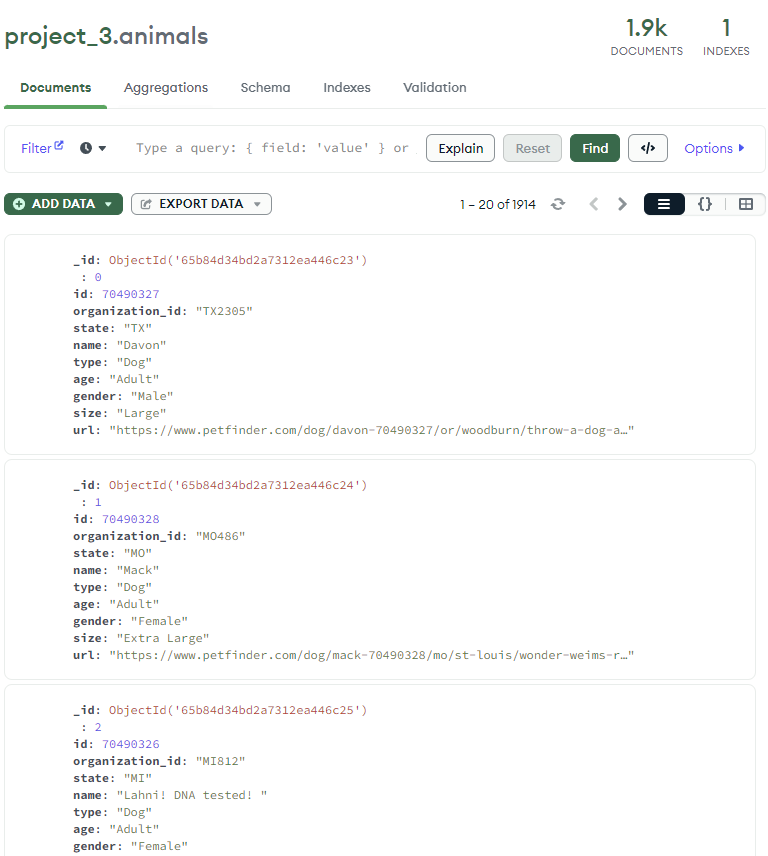 project_3.animals
1.9k
DOCUMENTS
1
INDEXES
Documents Aggregations Schema Indexes Validation
Filter Type a query: { field: 'value' } or Explain Reset Find </> Options
ADD DATA EXPORT DATA 1 – 20 of 1914 {}
_id: ObjectId('65b84d34bd2a7312ea446c23')
: 0
id: 70490327
organization_id: "TX2305"
state: "TX"
name: "Davon"
type: "Dog"
age: "Adult"
gender: "Male"
size: "Large"
url: "https://www.petfinder.com/dog/davon-70490327/or/woodburn/throw-a-dog-a…"
_id: ObjectId('65b84d34bd2a7312ea446c24')
: 1
id: 70490328
organization_id: "MO486"
state: "MO"
name: "Mack"
type: "Dog"
age: "Adult"
gender: "Female"
size: "Extra Large"
url: "https://www.petfinder.com/dog/mack-70490328/mo/st-louis/wonder-weims-r…"
_id: ObjectId('65b84d34bd2a7312ea446c25')
: 2
id: 70490326
organization_id: "MI812"
state: "MI"
name: "Lahni! DNA tested! "
type: "Dog"
age: "Adult"
gender: "Female"